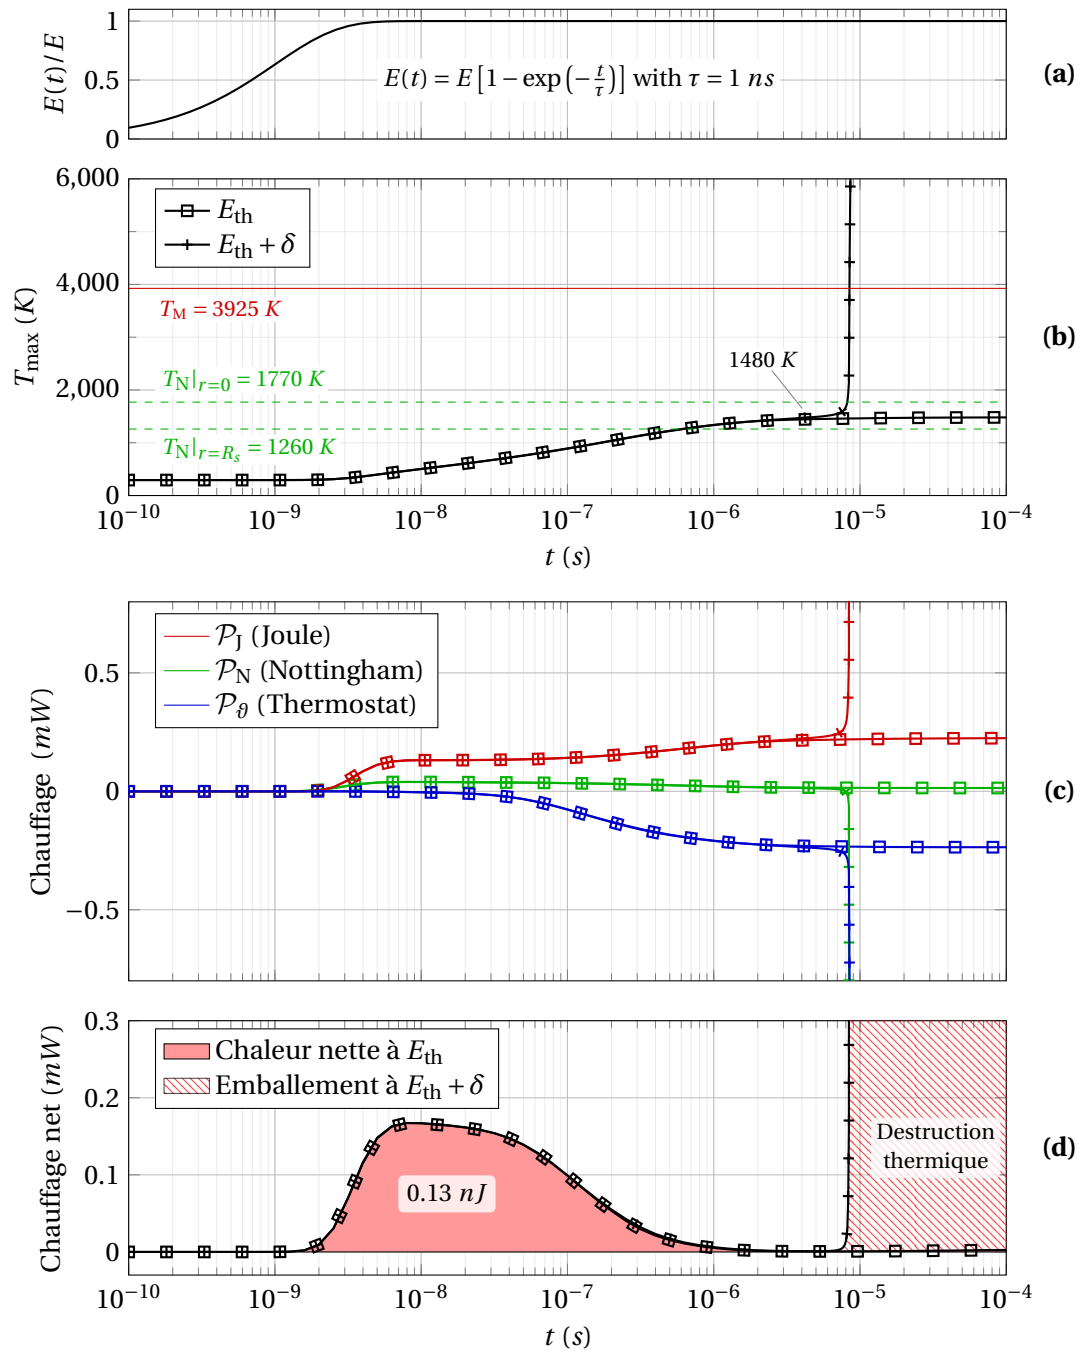 1
0.5
0
E(t)/E
E(t) = E [1 − exp (− t/τ)] with τ = 1 ns
(a)
6,000
4,000
2,000
0
T_max (K)
E_th
E_th + δ
T_M = 3925 K
T_N|_{r=0} = 1770 K
1480 K
T_N|_{r=R_s} = 1260 K
(b)
10^−10 10^−9 10^−8 10^−7 10^−6 10^−5 10^−4
t (s)
0.5
0
−0.5
Chauffage (mW)
𝒫_J (Joule)
𝒫_N (Nottingham)
𝒫_ϑ (Thermostat)
(c)
0.3
0.2
0.1
0
Chauffage net (mW)
Chaleur nette à E_th
Emballement à E_th + δ
0.13 nJ
Destruction
thermique
(d)
10^−10 10^−9 10^−8 10^−7 10^−6 10^−5 10^−4
t (s)